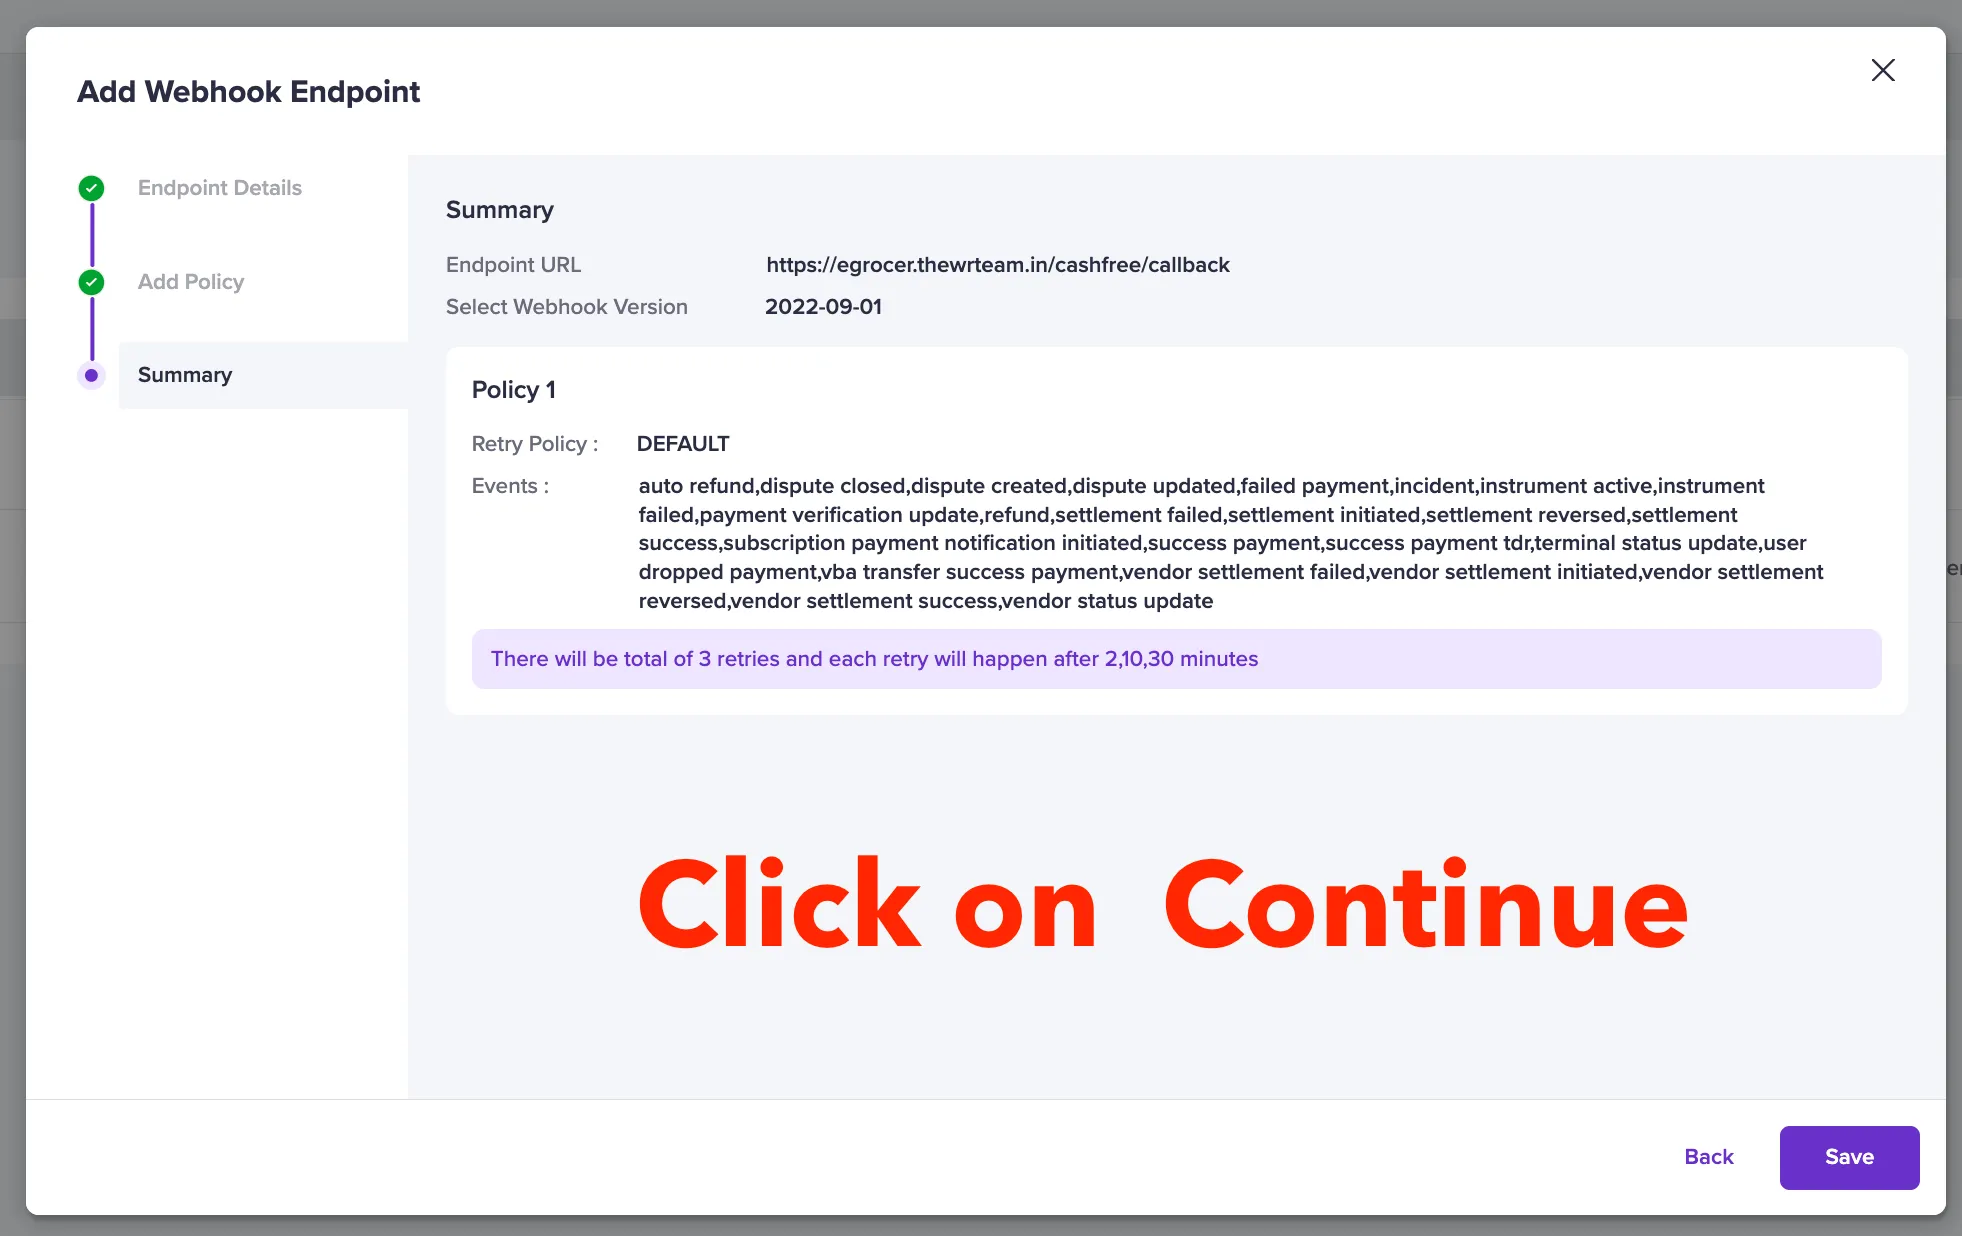 Add Webhook Endpoint
Endpoint Details
Add Policy
Summary
Summary
Endpoint URL https://egrocer.thewrteam.in/cashfree/callback
Select Webhook Version 2022-09-01
Policy 1
Retry Policy : DEFAULT
Events : auto refund,dispute closed,dispute created,dispute updated,failed payment,incident,instrument active,instrument
failed,payment verification update,refund,settlement failed,settlement initiated,settlement reversed,settlement
success,subscription payment notification initiated,success payment,success payment tdr,terminal status update,user
dropped payment,vba transfer success payment,vendor settlement failed,vendor settlement initiated,vendor settlement
reversed,vendor settlement success,vendor status update
There will be total of 3 retries and each retry will happen after 2,10,30 minutes
Click on Continue
Back Save